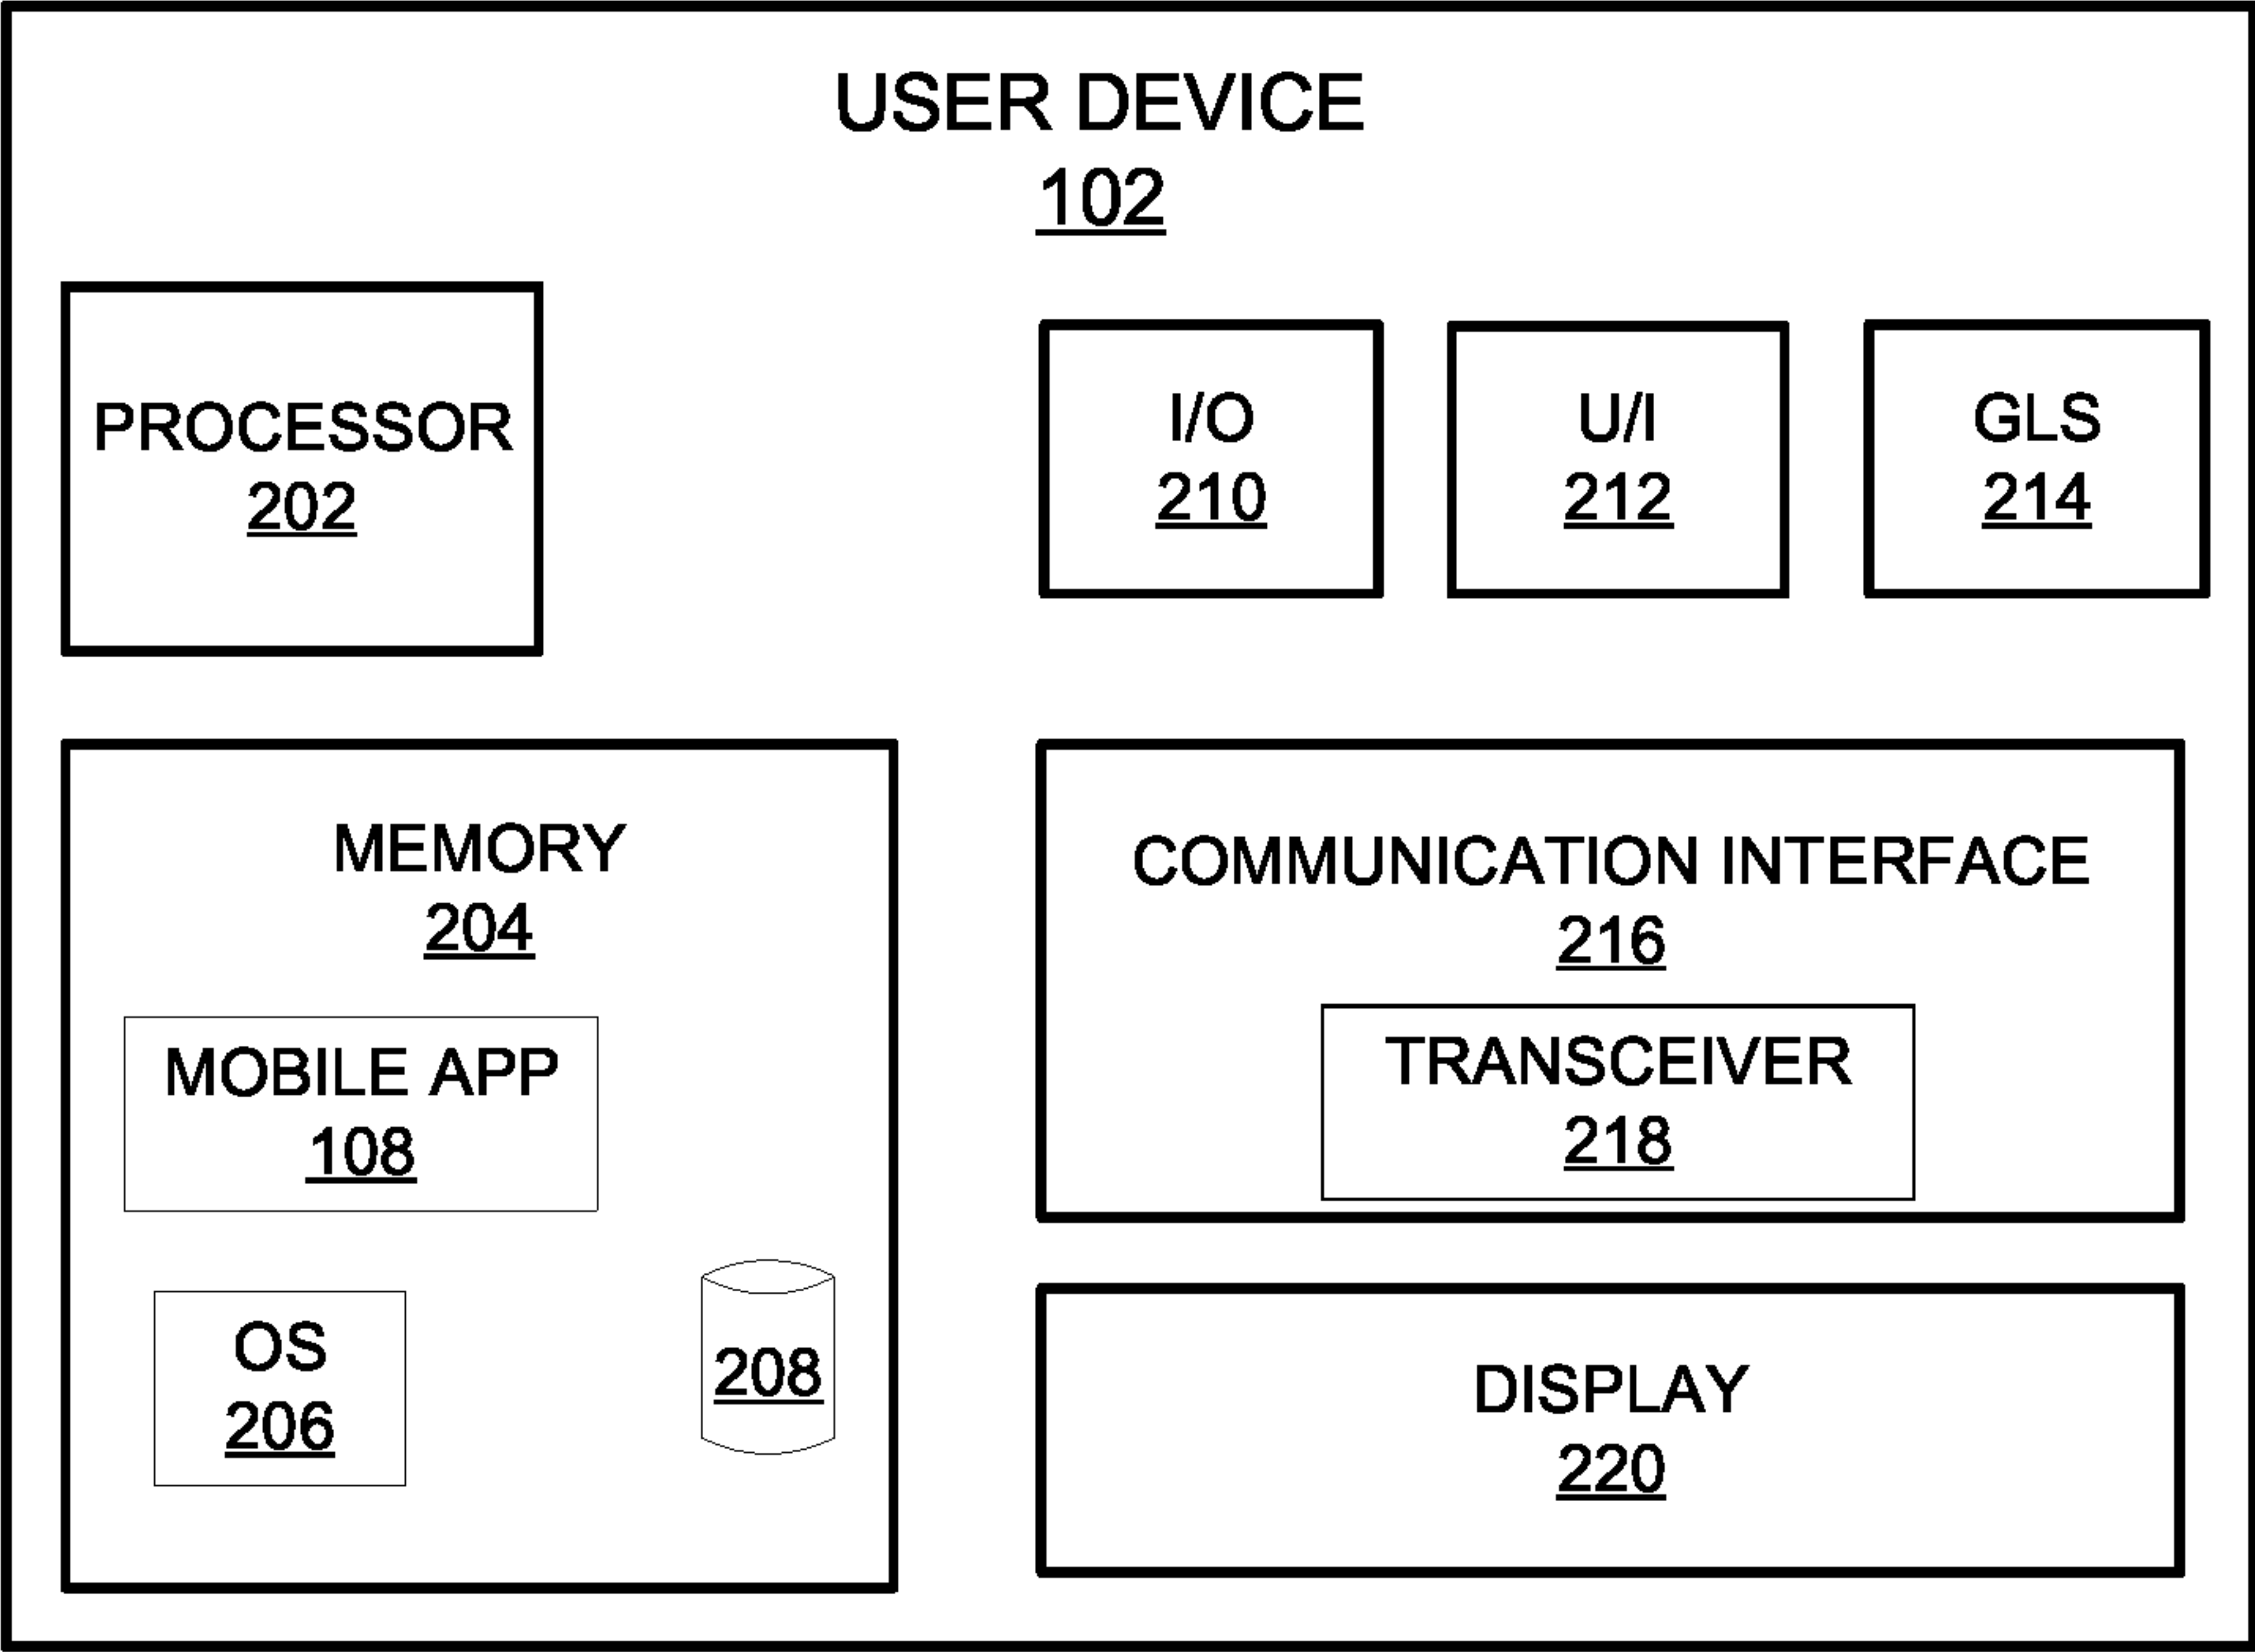 USER DEVICE
102
PROCESSOR
202
I/O
210
U/I
212
GLS
214
MEMORY
204
MOBILE APP
108
OS
206
208
COMMUNICATION INTERFACE
216
TRANSCEIVER
218
DISPLAY
220